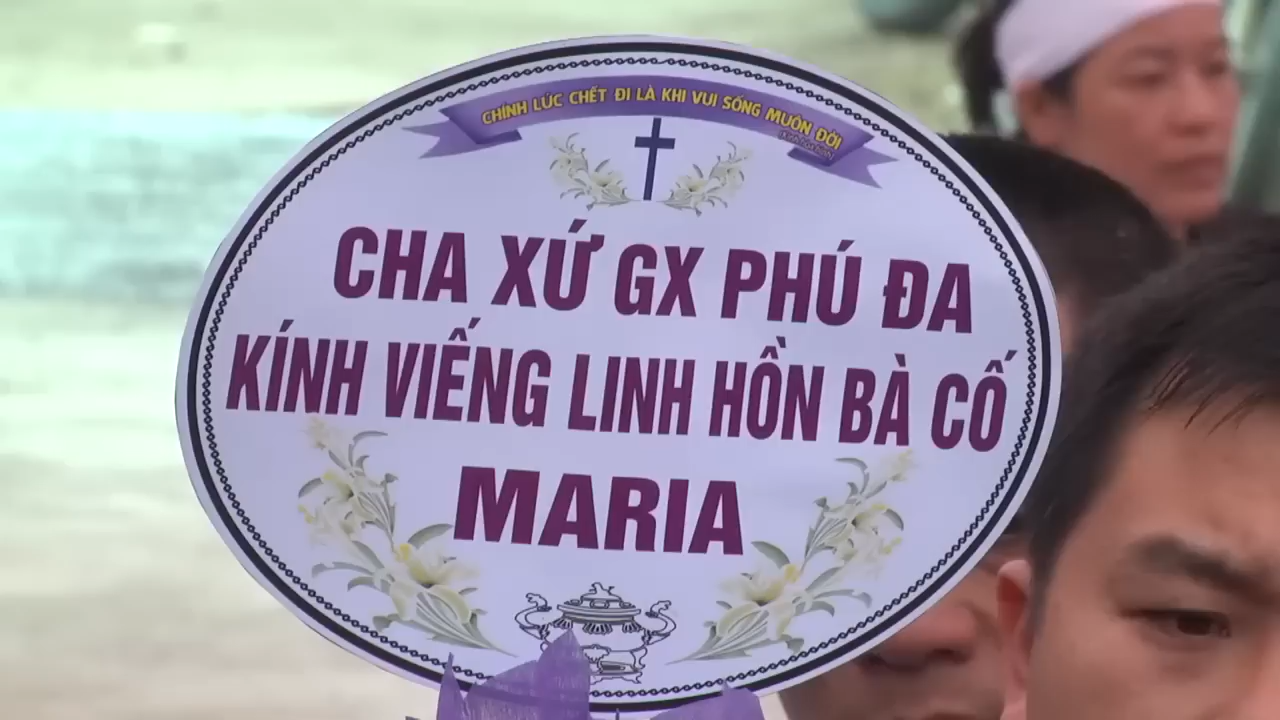 CHÍNH LÚC CHẾT ĐI LÀ KHI VUI SỐNG MUÔN ĐỜI
CHA XỨ GX PHÚ ĐA
KÍNH VIẾNG LINH HỒN BÀ CỐ
MARIA